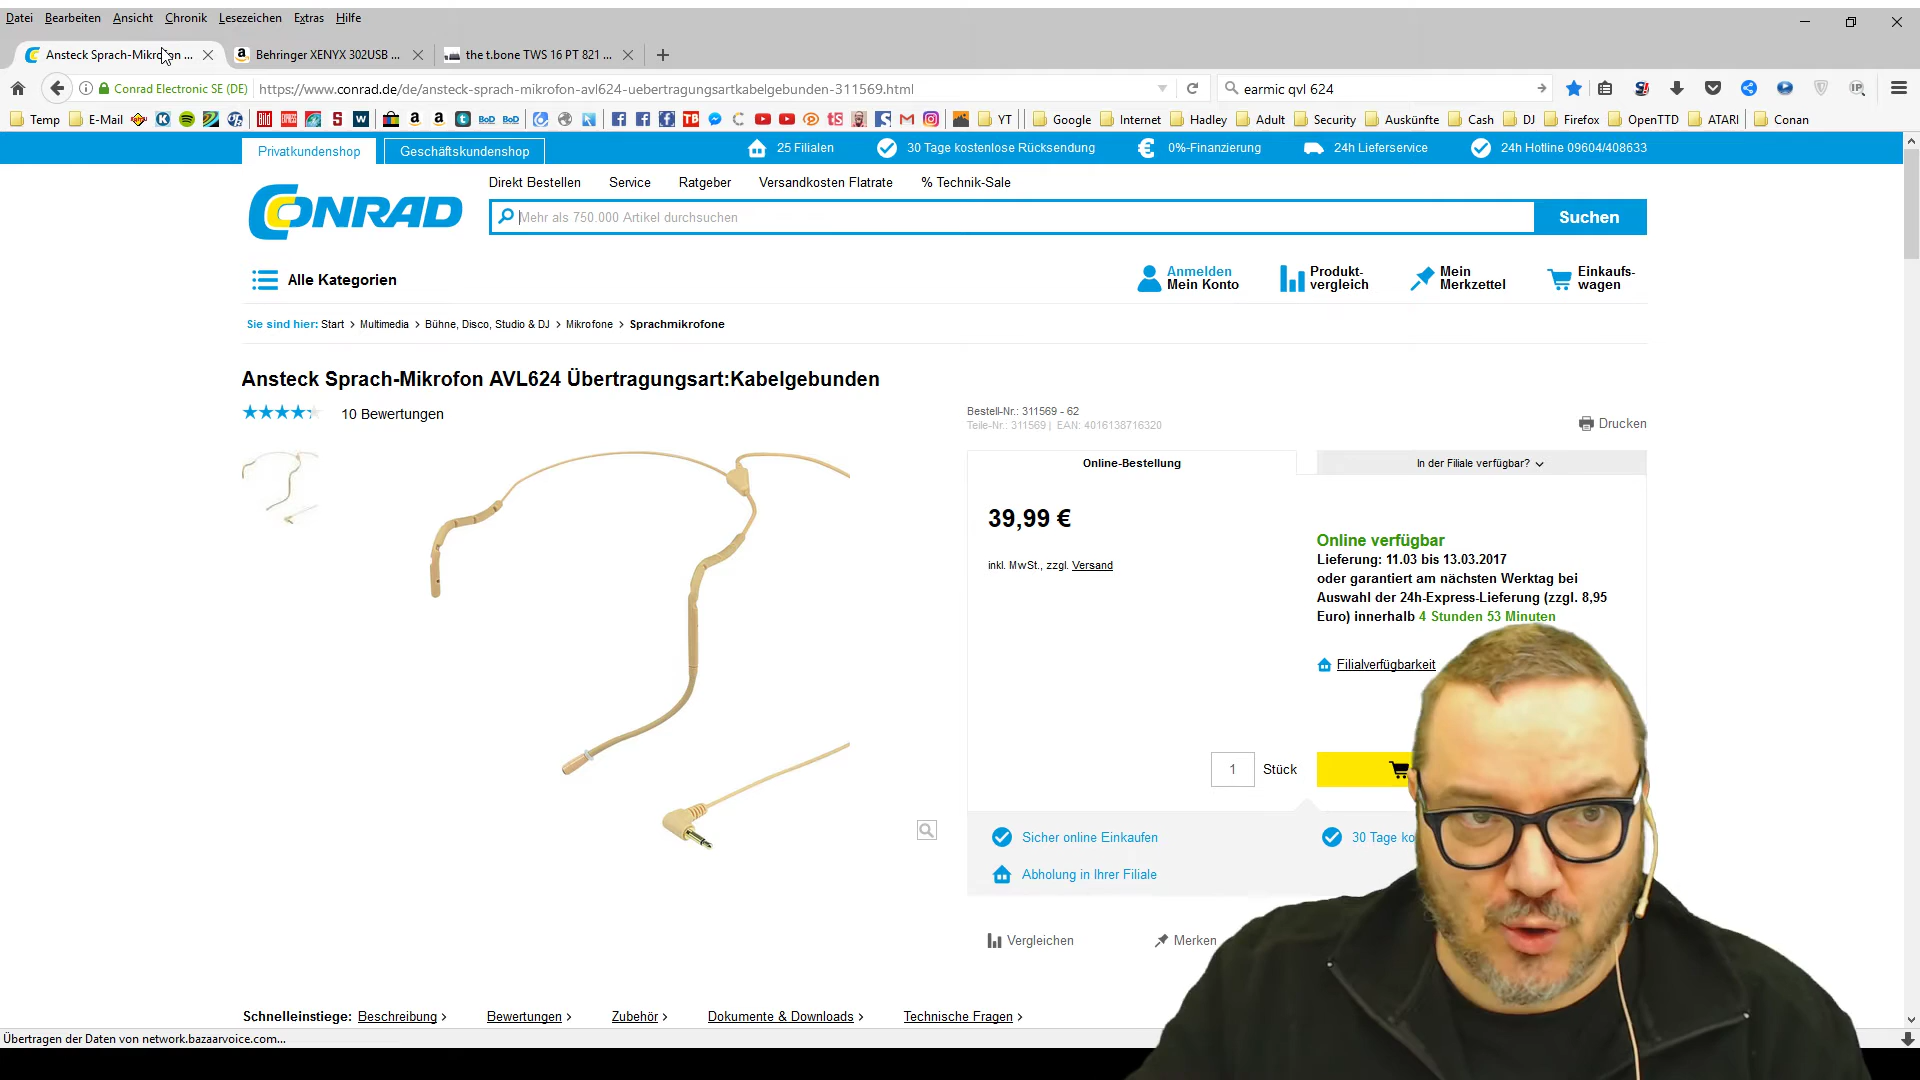 Datei Bearbeiten Ansicht Chronik Lesezeichen Extras Hilfe
Ansteck Sprach-Mikrofon ... Behringer XENYX 302USB ... the t.bone TWS 16 PT 821 ...
Conrad Electronic SE (DE) https://www.conrad.de/de/ansteck-sprach-mikrofon-avl624-uebertragungsartkabelgebunden-311569.html earmic qvl 624
Temp E-Mail Google Internet Hadley Adult Security Auskünfte Cash DJ Firefox OpenTTD ATARI Conan
YT
Privatkundenshop Geschäftskundenshop 25 Filialen 30 Tage kostenlose Rücksendung 0%-Finanzierung 24h Lieferservice 24h Hotline 09604/408633
Direkt Bestellen Service Ratgeber Versandkosten Flatrate % Technik-Sale
CONRAD
Mehr als 750.000 Artikel durchsuchen Suchen
Alle Kategorien
Anmelden
Mein Konto
Produkt-
vergleich
Mein
Merkzettel
Einkaufs-
wagen
Sie sind hier: Start > Multimedia > Bühne, Disco, Studio & DJ > Mikrofone > Sprachmikrofone
Ansteck Sprach-Mikrofon AVL624 Übertragungsart:Kabelgebunden
10 Bewertungen
Bestell-Nr.: 311569 - 62
Teile-Nr.: 311569 | EAN: 4016138716320
Drucken
Online-Bestellung In der Filiale verfügbar?
39,99 €
inkl. MwSt., zzgl. Versand
Online verfügbar
Lieferung: 11.03 bis 13.03.2017
oder garantiert am nächsten Werktag bei
Auswahl der 24h-Express-Lieferung (zzgl. 8,95
Euro) innerhalb 4 Stunden 53 Minuten
Filialverfügbarkeit
1 Stück
Sicher online Einkaufen 30 Tage ko
Abholung in Ihrer Filiale
Vergleichen Merken
Schnelleinstiege: Beschreibung > Bewertungen > Zubehör > Dokumente & Downloads > Technische Fragen >
Übertragen der Daten von network.bazaarvoice.com...